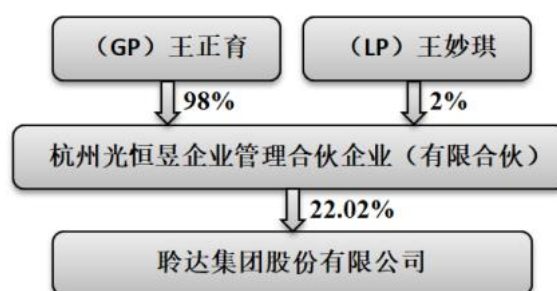 （GP）王正育
（LP）王妙琪
98%
2%
杭州光恒昱企业管理合伙企业（有限合伙）
22.02%
聆达集团股份有限公司